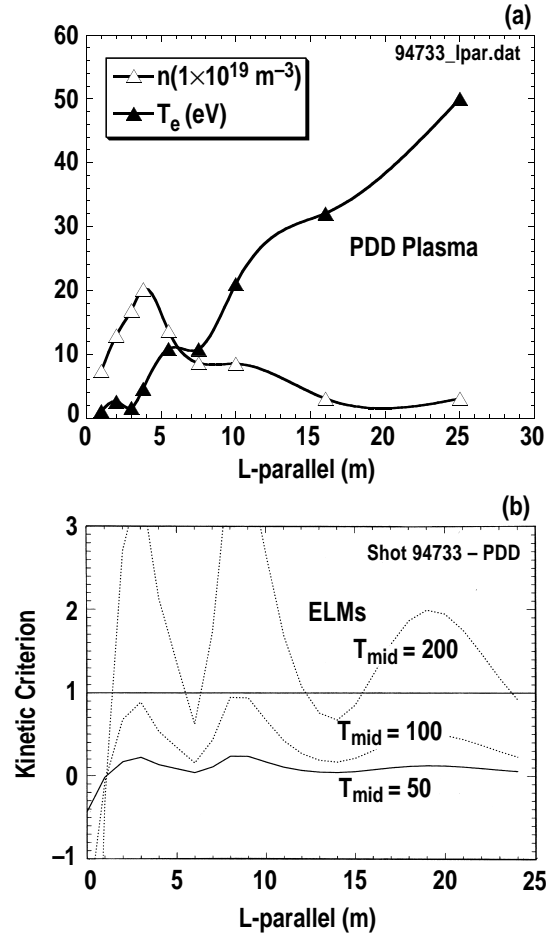 (a)
60
50
40
30
20
10
0
94733_lpar.dat
n(1×10¹⁹ m⁻³)
Tₑ (eV)
PDD Plasma
0 5 10 15 20 25 30
L-parallel (m)
(b)
3
2
1
0
−1
Kinetic Criterion
Shot 94733 – PDD
ELMs
T_mid = 200
T_mid = 100
T_mid = 50
0 5 10 15 20 25
L-parallel (m)